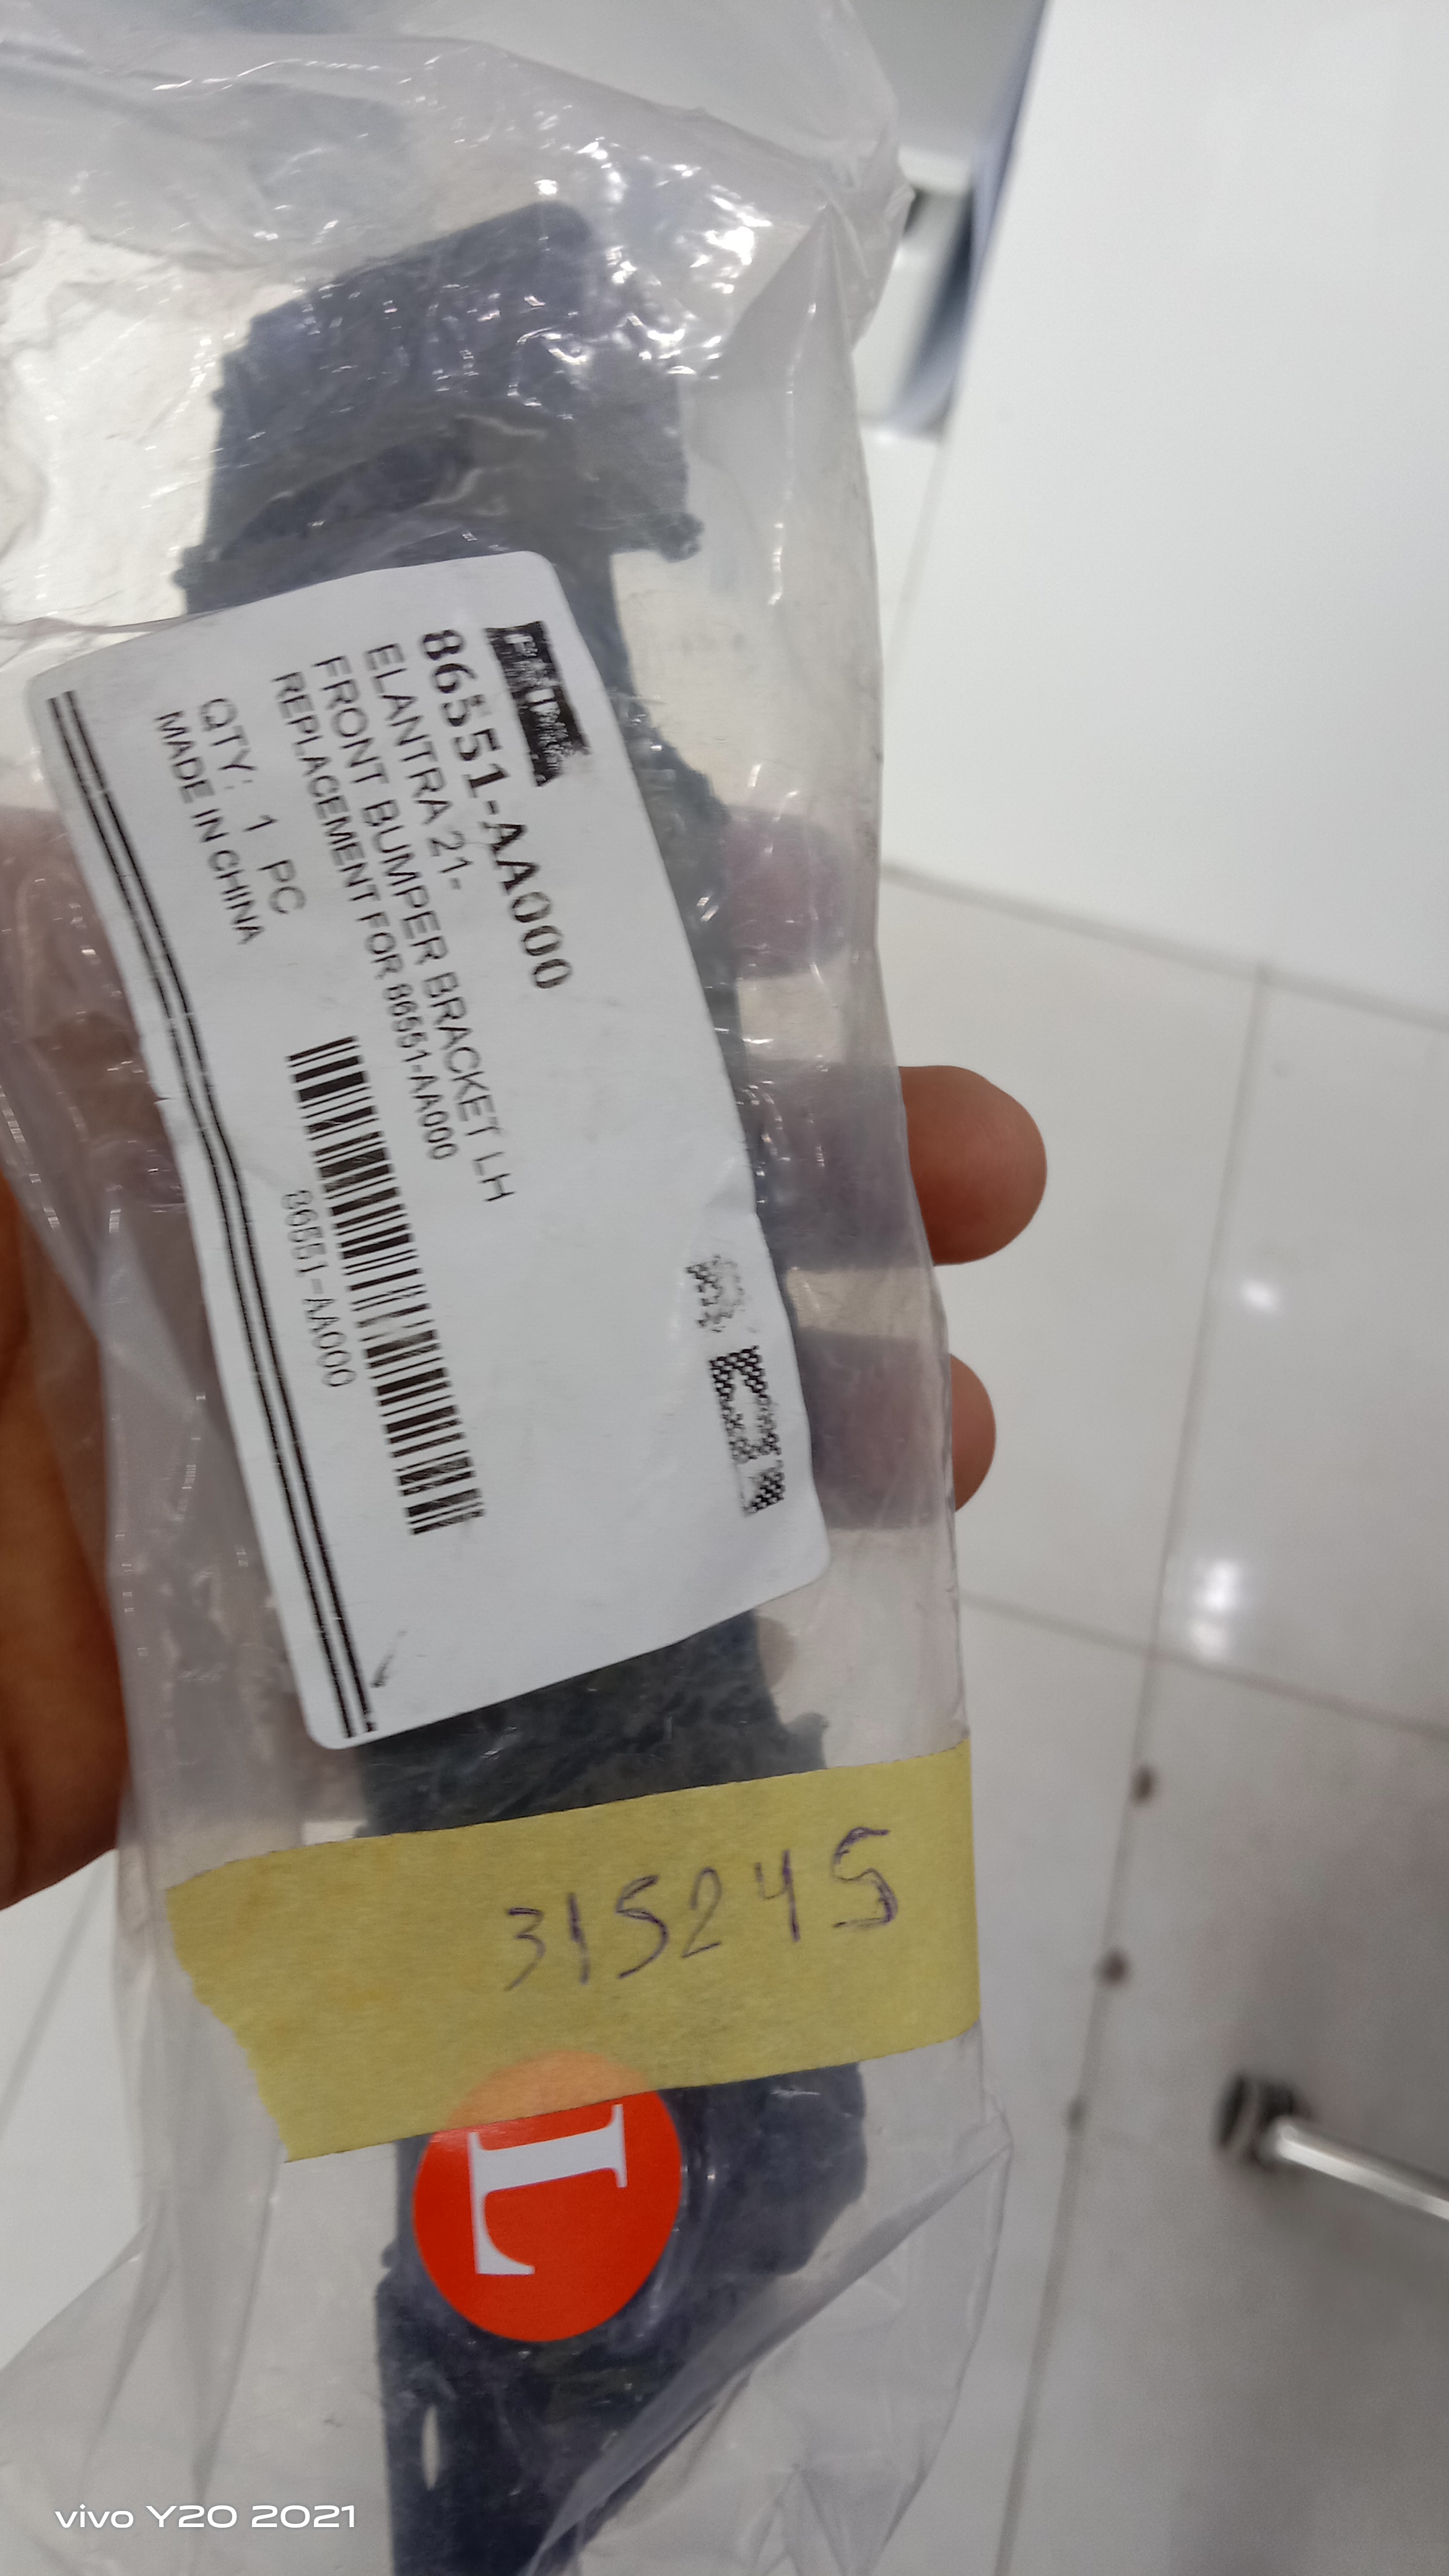 86551-AA000
ELANTRA 21-
FRONT BUMPER BRACKET LH
REPLACEMENT FOR 86551-AA000
QTY: 1 PC
MADE IN CHINA
86551-AA000
315245
L
vivo Y20 2021